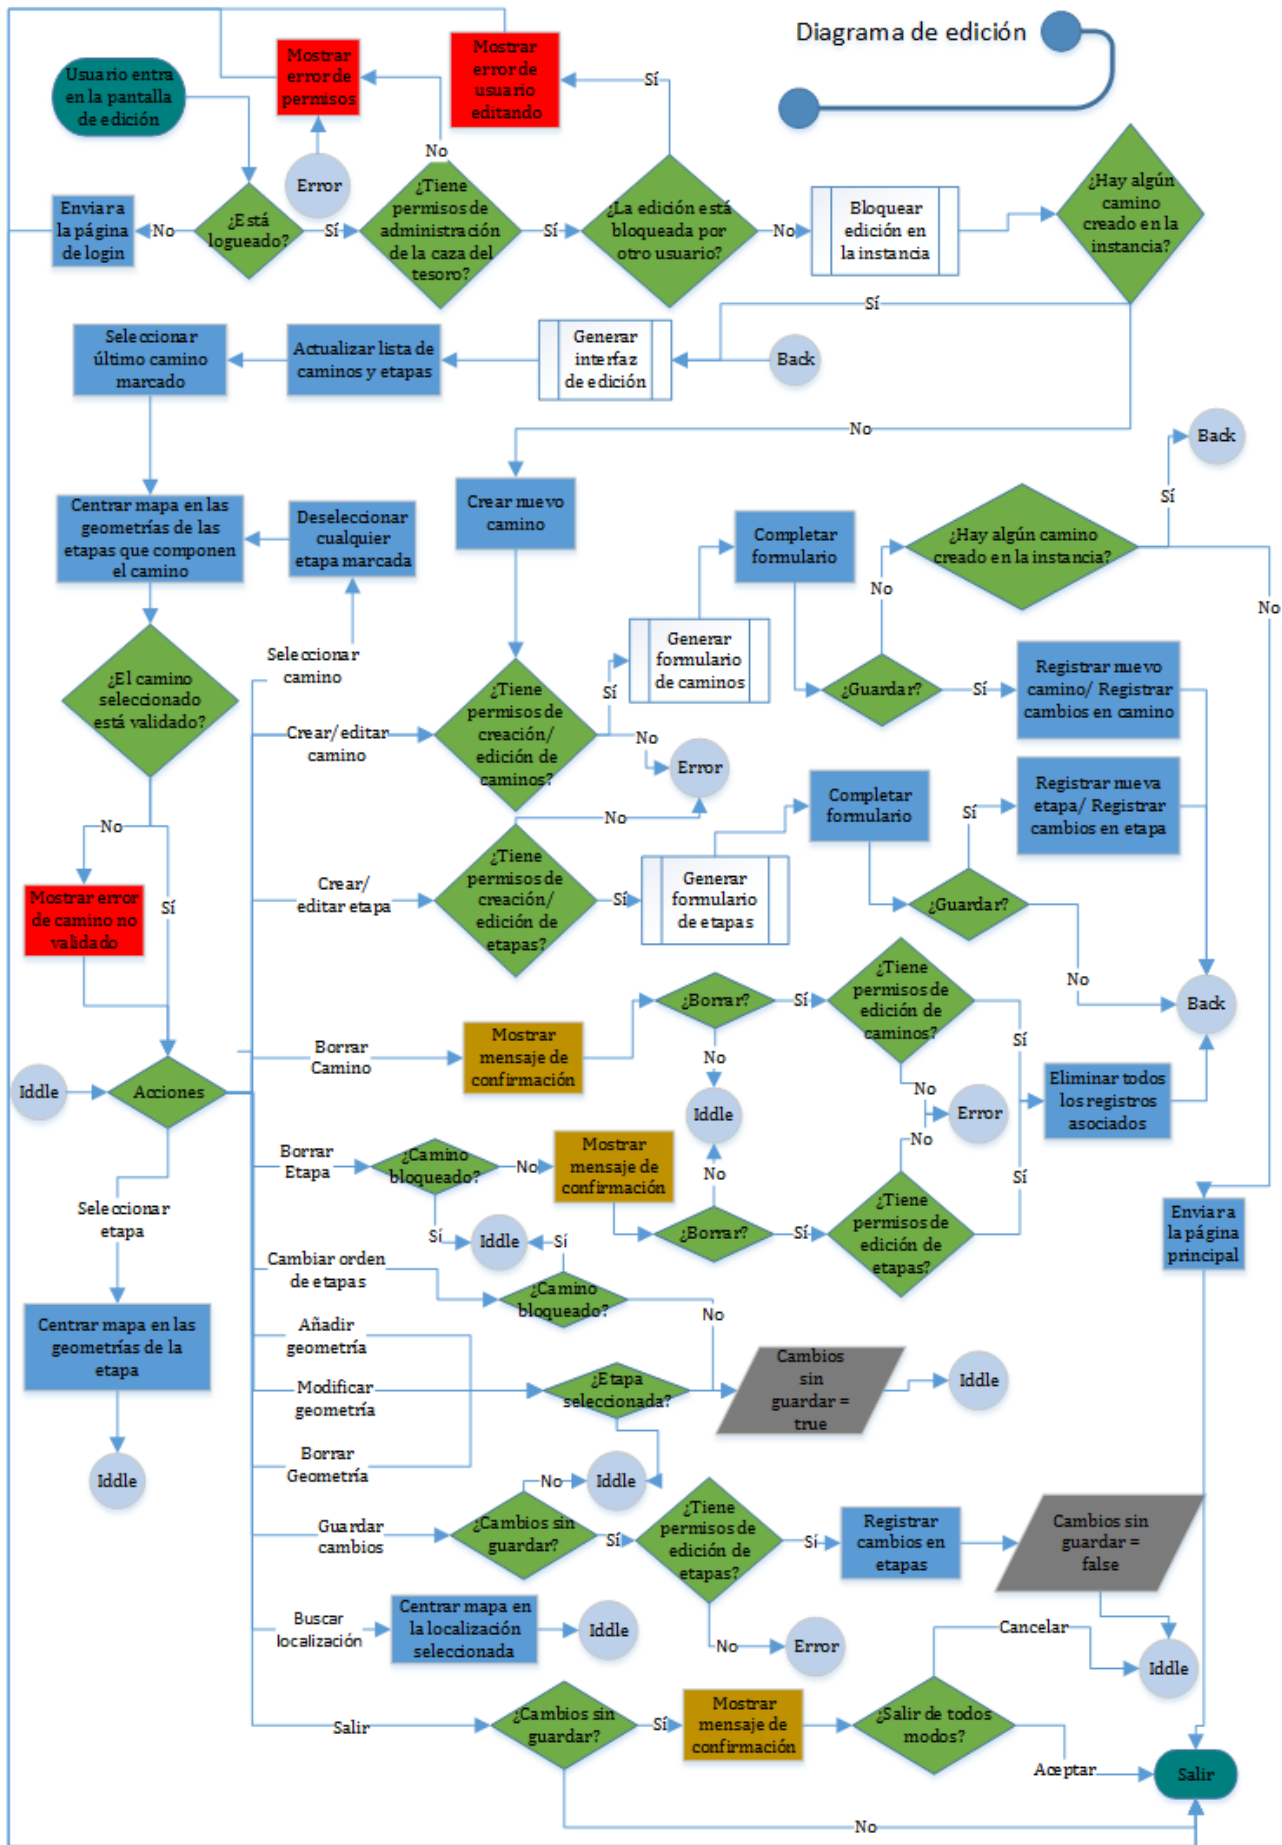 Diagrama de edición
Usuario entra
en la pantalla
de edición
Mostrar
error de
permisos
Mostrar
error de
usuario
editando
Sí
No
Error
Enviar a
la página
de login
No
¿Está
logueado?
Sí
¿Tiene
permisos de
administración
de la caza del
tesoro?
Sí
¿La edición está
bloqueada por
otro usuario?
No
Bloquear
edición en
la instancia
¿Hay algún
camino
creado en la
instancia?
Sí
Seleccionar
último camino
marcado
Actualizar lista de
caminos y etapas
Generar
interfaz
de edición
Back
No
Back
Centrar mapa en las
geometrías de las
etapas que componen
el camino
Deseleccionar
cualquier
etapa marcada
Crear nuevo
camino
Completar
formulario
¿Hay algún camino
creado en la instancia?
Sí
No
No
Seleccionar
camino
¿El camino
seleccionado
está validado?
Crear/editar
camino
¿Tiene
permisos de
creación/
edición de
caminos?
Sí
No
Generar
formulario
de caminos
¿Guardar?
Sí
Registrar nuevo
camino/ Registrar
cambios en camino
Error
No
Completar
formulario
Sí
Registrar nueva
etapa/ Registrar
cambios en etapa
No
Sí
Mostrar error
de camino no
validado
Crear/
editar etapa
¿Tiene
permisos de
creación/
edición de
etapas?
Sí
Generar
formulario
de etapas
¿Guardar?
No
Back
Borrar
Camino
Mostrar
mensaje de
confirmación
¿Borrar?
Sí
No
¿Tiene
permisos de
edición de
caminos?
Sí
No
Iddle
Acciones
Iddle
Error
Eliminar todos
los registros
asociados
Borrar
Etapa
¿Camino
bloqueado?
No
Mostrar
mensaje de
confirmación
No
¿Borrar?
Sí
No
¿Tiene
permisos de
edición de
etapas?
Sí
Seleccionar
etapa
Sí
Iddle
Sí
Enviar a
la página
principal
Cambiar orden
de etapas
¿Camino
bloqueado?
No
Centrar mapa en las
geometrías de la
etapa
Añadir
geometría
Modificar
geometría
¿Etapa
seleccionada?
Cambios
sin
guardar =
true
Iddle
Borrar
Geometría
Iddle
No
Iddle
Guardar
cambios
¿Cambios sin
guardar?
Sí
¿Tiene
permisos de
edición de
etapas?
Sí
Registrar
cambios en
etapas
Cambios sin
guardar =
false
Buscar
localización
Centrar mapa en
la localización
seleccionada
Iddle
No
Error
Cancelar
Iddle
Salir
¿Cambios sin
guardar?
Sí
Mostrar
mensaje de
confirmación
¿Salir de todos
modos?
Aceptar
Salir
No